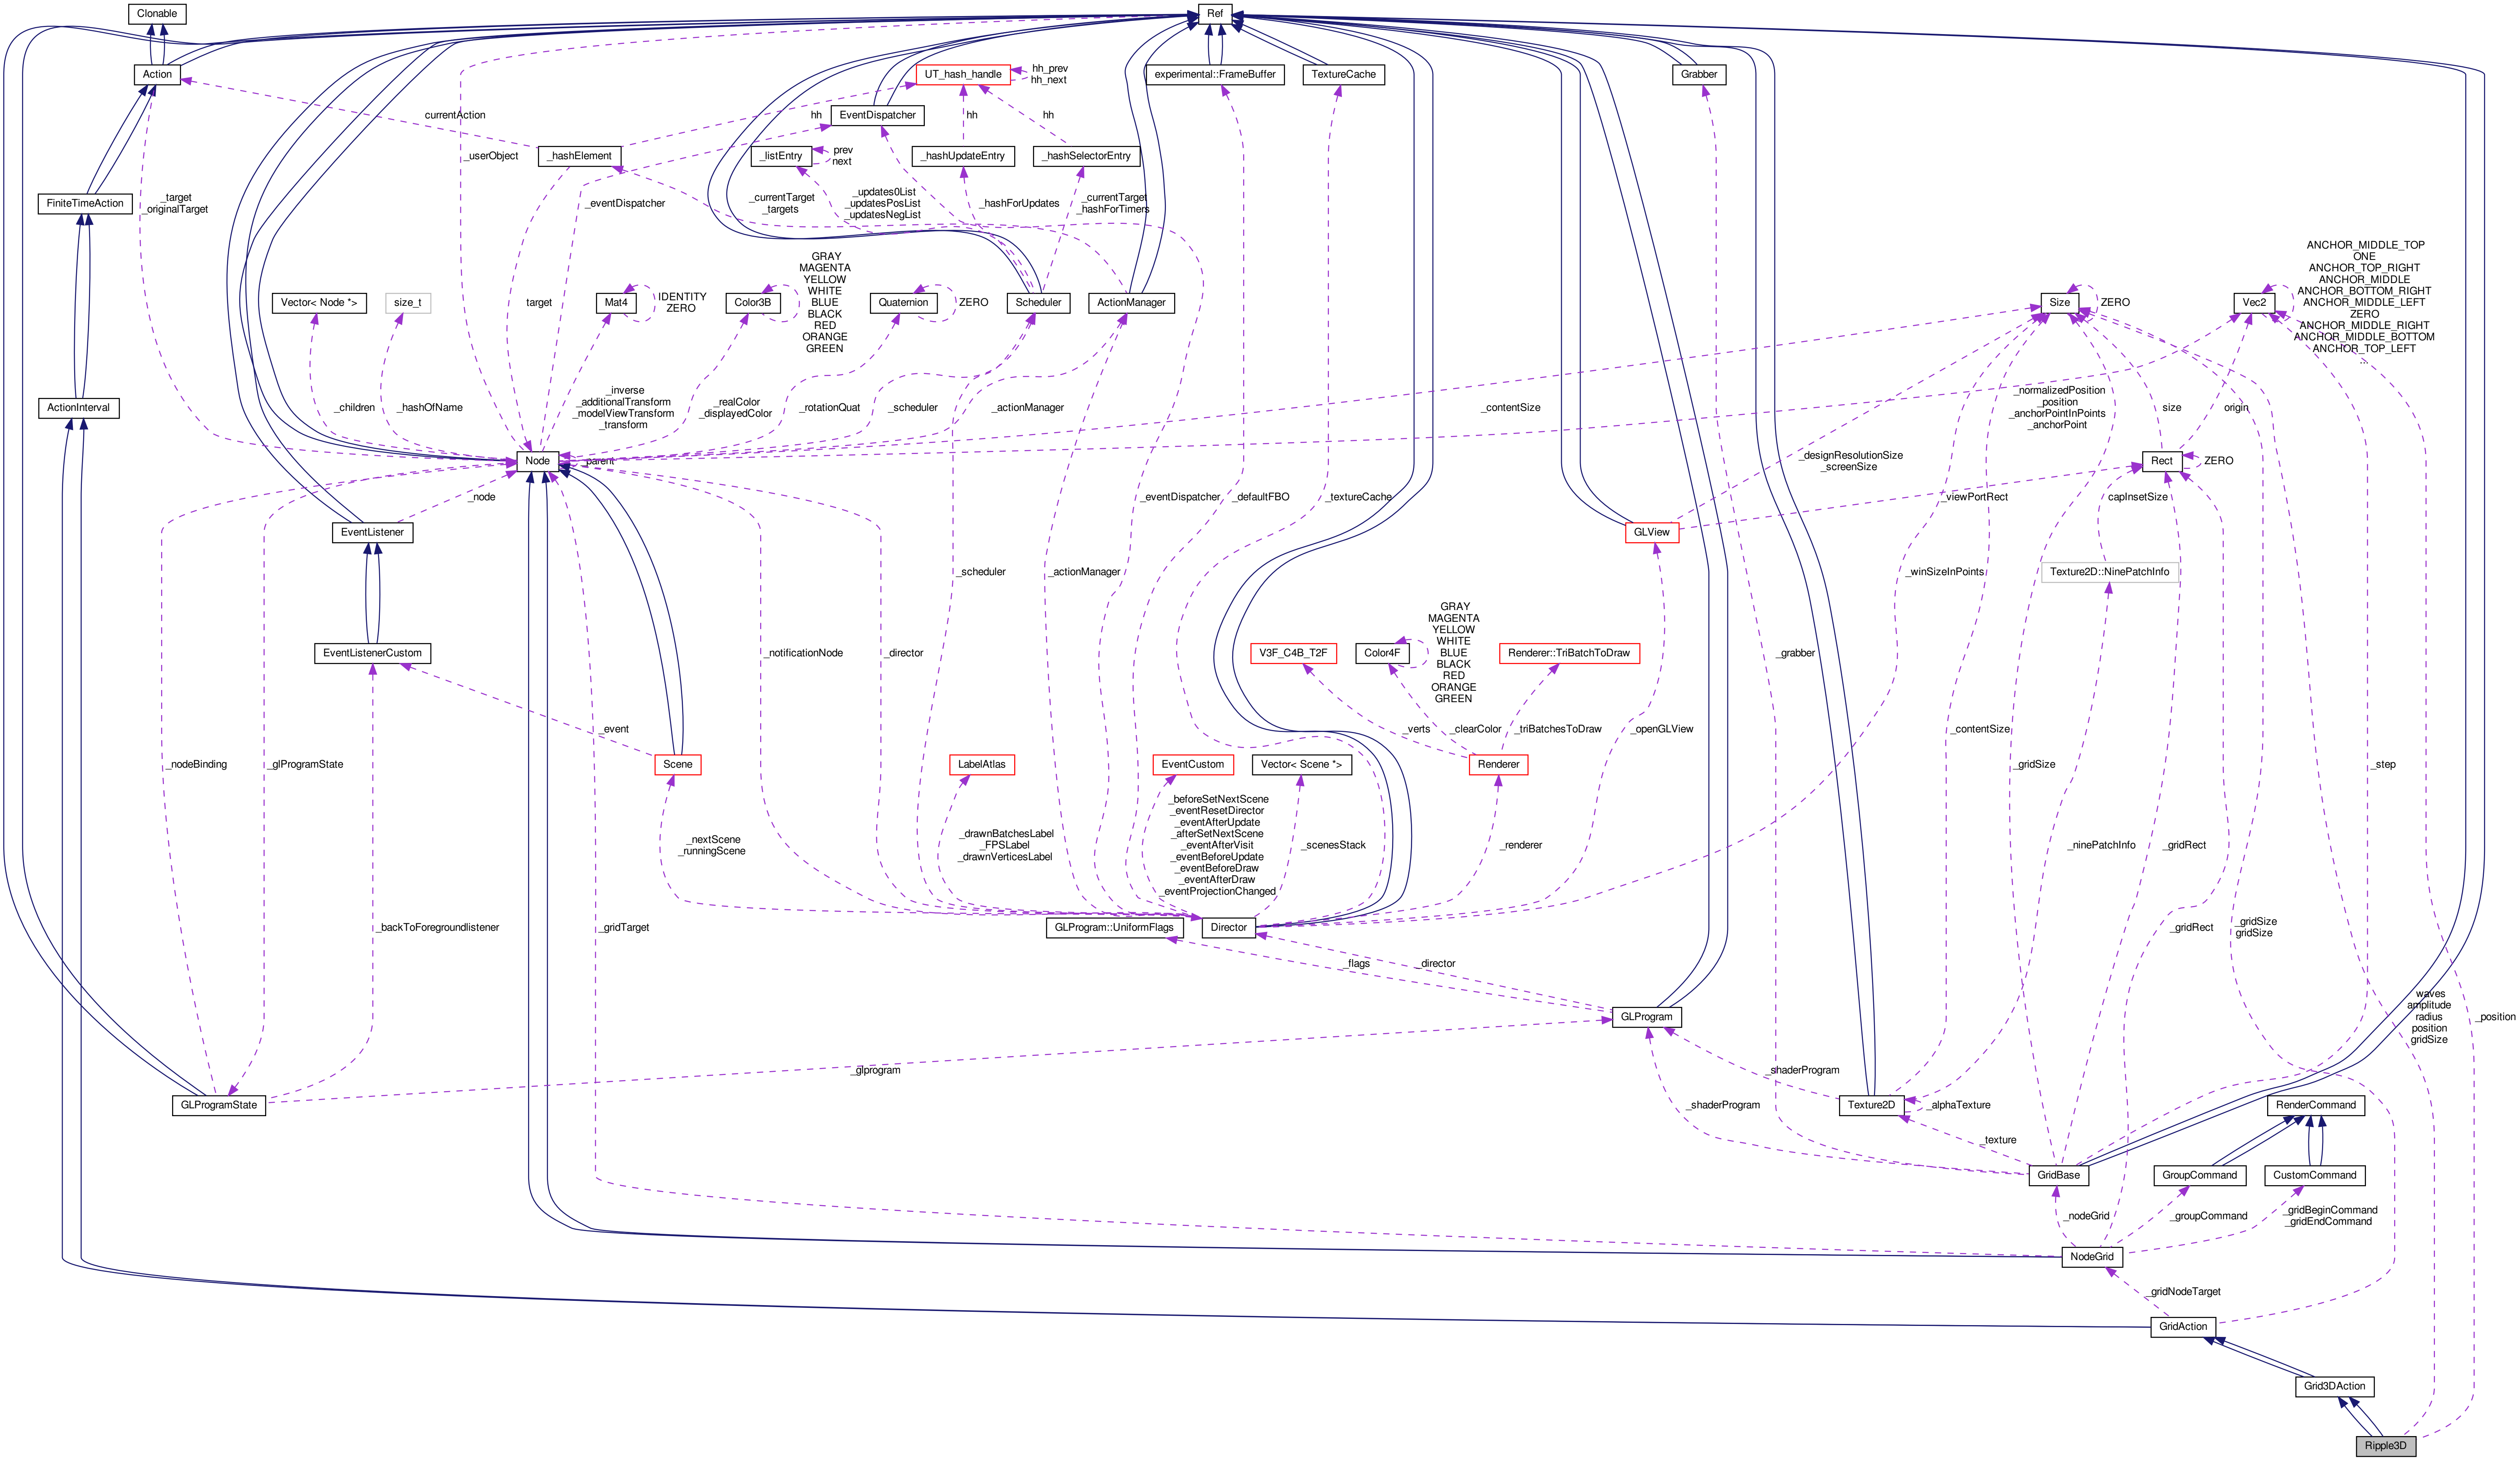 Clonable
Ref
Action
UT_hash_handle
hh_prev
hh_next
experimental::FrameBuffer
TextureCache
Grabber
currentAction
hh
EventDispatcher
hh
hh
_userObject
_hashElement
_listEntry
prev
next
_hashUpdateEntry
_hashSelectorEntry
FiniteTimeAction
_target
_originalTarget
_eventDispatcher
_currentTarget
_targets
_updates0List
_updatesPosList
_updatesNegList
_hashForUpdates
_currentTarget
_hashForTimers
Vector< Node *>
size_t
target
Mat4
IDENTITY
ZERO
Color3B
GRAY
MAGENTA
YELLOW
WHITE
BLUE
BLACK
RED
ORANGE
GREEN
Quaternion
ZERO
Scheduler
ActionManager
Size
ZERO
Vec2
ANCHOR_MIDDLE_TOP
ONE
ANCHOR_TOP_RIGHT
ANCHOR_MIDDLE
ANCHOR_BOTTOM_RIGHT
ANCHOR_MIDDLE_LEFT
ZERO
ANCHOR_MIDDLE_RIGHT
ANCHOR_MIDDLE_BOTTOM
ANCHOR_TOP_LEFT
...
ActionInterval
_children
_hashOfName
_inverse
_additionalTransform
_modelViewTransform
_transform
_realColor
_displayedColor
_rotationQuat
_scheduler
_actionManager
_contentSize
_normalizedPosition
_position
_anchorPointInPoints
_anchorPoint
size
origin
Node
_parent
_designResolutionSize
_screenSize
Rect
ZERO
_node
_eventDispatcher
_defaultFBO
_textureCache
_viewPortRect
capInsetSize
EventListener
GLView
_scheduler
_actionManager
_winSizeInPoints
Texture2D::NinePatchInfo
EventListenerCustom
_notificationNode
_director
V3F_C4B_T2F
Color4F
GRAY
MAGENTA
YELLOW
WHITE
BLUE
BLACK
RED
ORANGE
GREEN
Renderer::TriBatchToDraw
_grabber
_event
_verts
_clearColor
_triBatchesToDraw
_openGLView
_contentSize
_nodeBinding
_glProgramState
Scene
LabelAtlas
EventCustom
Vector< Scene *>
Renderer
_gridSize
_step
_nextScene
_runningScene
_drawnBatchesLabel
_FPSLabel
_drawnVerticesLabel
_beforeSetNextScene
_eventResetDirector
_eventAfterUpdate
_afterSetNextScene
_eventAfterVisit
_eventBeforeUpdate
_eventBeforeDraw
_eventAfterDraw
_eventProjectionChanged
_scenesStack
_renderer
_ninePatchInfo
_gridRect
_backToForegroundlistener
_gridTarget
GLProgram::UniformFlags
Director
_gridRect
_gridSize
gridSize
_flags
_director
GLProgram
waves
amplitude
radius
position
gridSize
_position
_glprogram
_shaderProgram
GLProgramState
_shaderProgram
Texture2D
_alphaTexture
RenderCommand
_texture
GridBase
GroupCommand
CustomCommand
_nodeGrid
_groupCommand
_gridBeginCommand
_gridEndCommand
NodeGrid
_gridNodeTarget
GridAction
Grid3DAction
Ripple3D